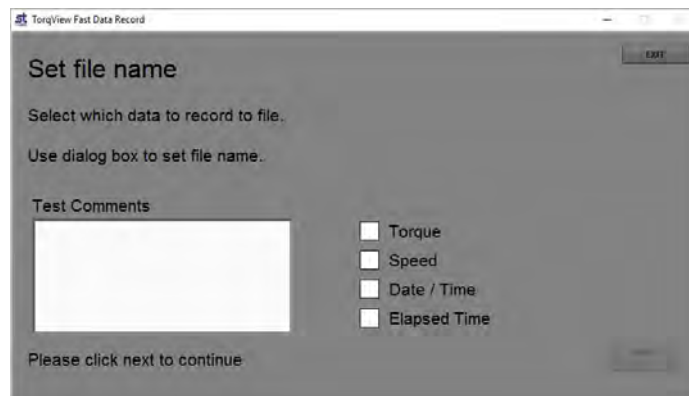 st TorqView Fast Data Record
EXIT
Set file name
Select which data to record to file.
Use dialog box to set file name.
Test Comments
Torque
Speed
Date / Time
Elapsed Time
Please click next to continue